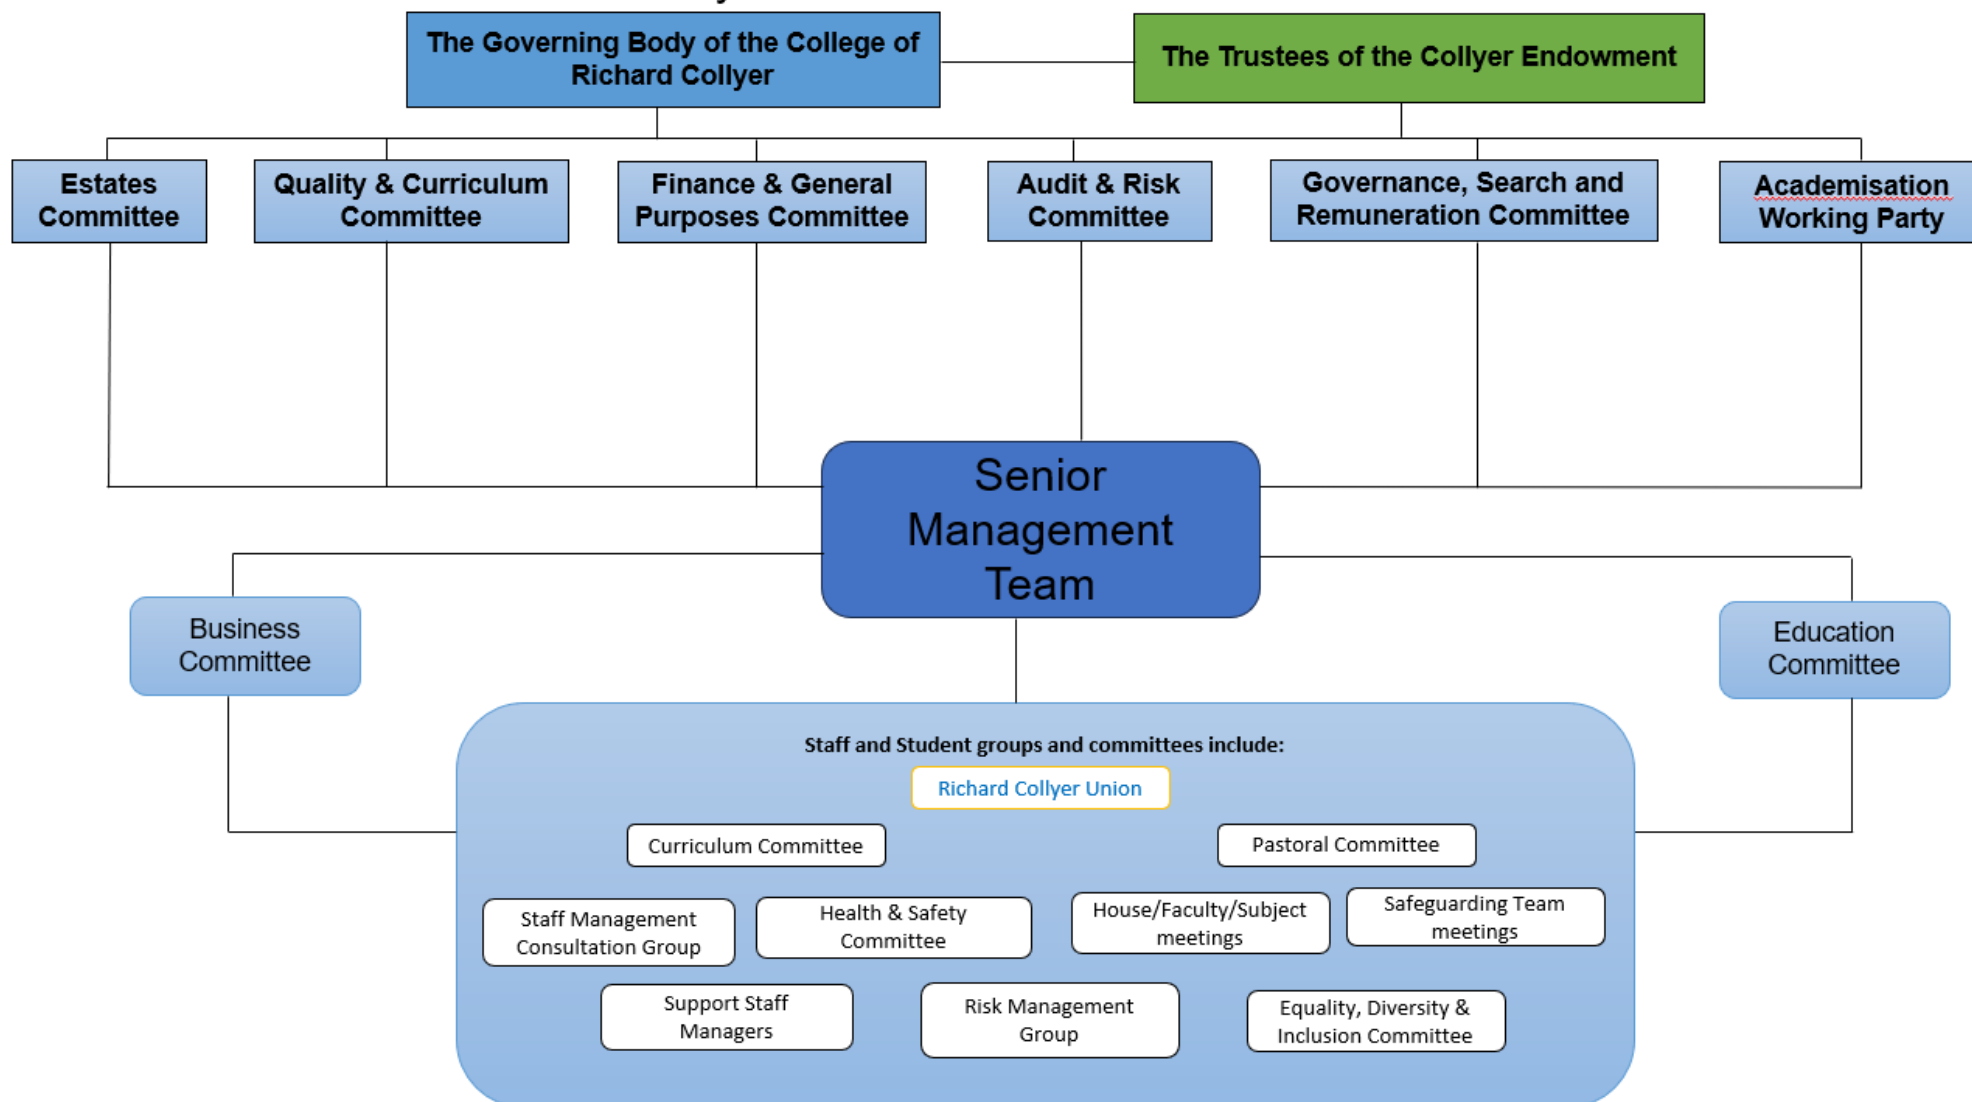 The Governing Body of the College of
Richard Collyer
The Trustees of the Collyer Endowment
Estates
Committee
Quality & Curriculum
Committee
Finance & General
Purposes Committee
Audit & Risk
Committee
Governance, Search and
Remuneration Committee
Academisation
Working Party
Senior
Management
Team
Business
Committee
Education
Committee
Staff and Student groups and committees include:
Richard Collyer Union
Curriculum Committee
Pastoral Committee
Staff Management
Consultation Group
Health & Safety
Committee
House/Faculty/Subject
meetings
Safeguarding Team
meetings
Support Staff
Managers
Risk Management
Group
Equality, Diversity &
Inclusion Committee